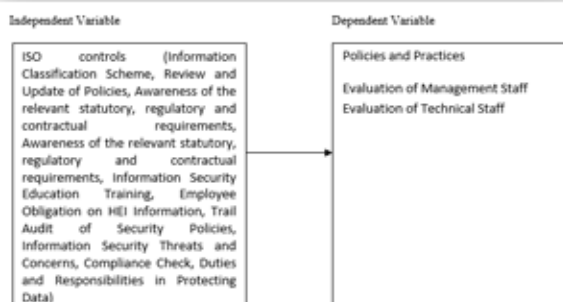 Independent Variable
Dependent Variable
ISO controls (Information
Classification Scheme, Review and
Update of Policies, Awareness of the
relevant statutory, regulatory and
contractual requirements,
Awareness of the relevant statutory,
regulatory and contractual
requirements, Information Security
Education Training, Employee
Obligation on HEI Information, Trail
Audit of Security Policies,
Information Security Threats and
Concerns, Compliance Check, Duties
and Responsibilities in Protecting
Data)
Policies and Practices
Evaluation of Management Staff
Evaluation of Technical Staff